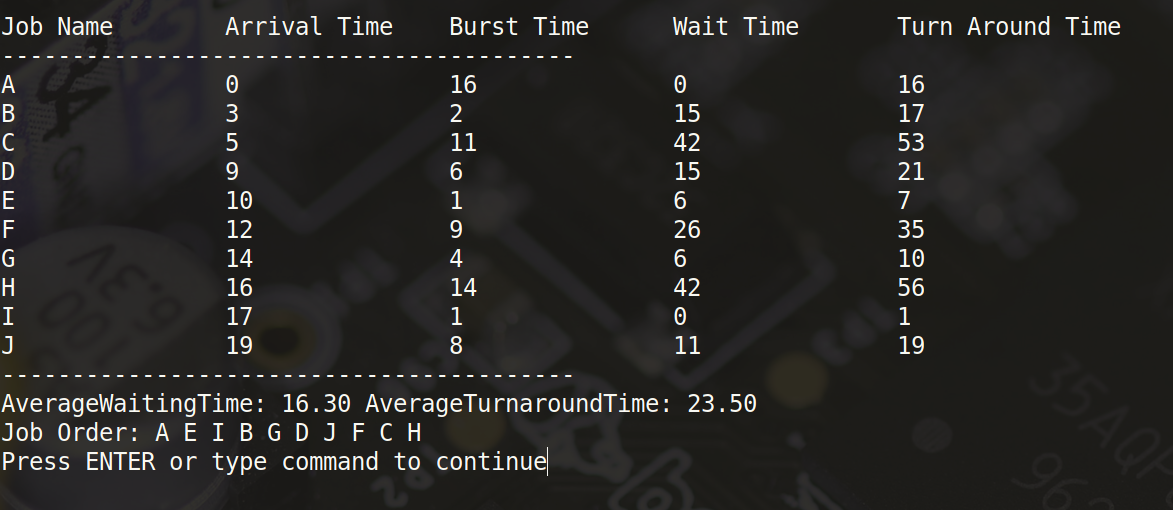 Job Name Arrival Time Burst Time Wait Time Turn Around Time
-----------------------------------------
A 0 16 0 16
B 3 2 15 17
C 5 11 42 53
D 9 6 15 21
E 10 1 6 7
F 12 9 26 35
G 14 4 6 10
H 16 14 42 56
I 17 1 0 1
J 19 8 11 19
-----------------------------------------
AverageWaitingTime: 16.30 AverageTurnaroundTime: 23.50
Job Order: A E I B G D J F C H
Press ENTER or type command to continue